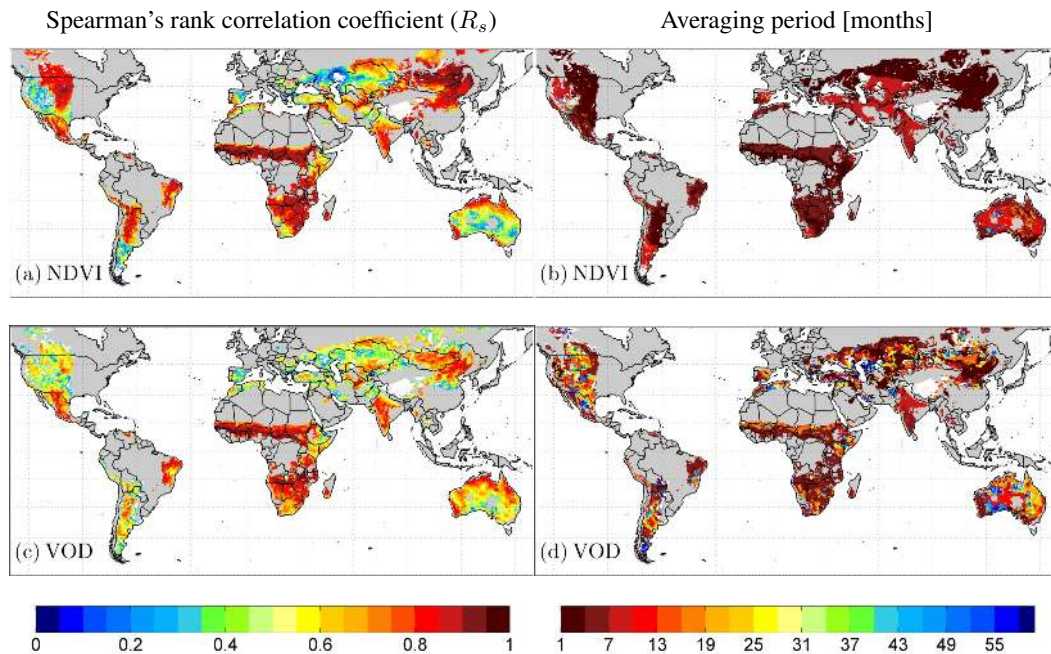 Spearman's rank correlation coefficient (Rₛ)
Averaging period [months]
(a) NDVI
(b) NDVI
(c) VOD
(d) VOD
0 0.2 0.4 0.6 0.8 1
1 7 13 19 25 31 37 43 49 55